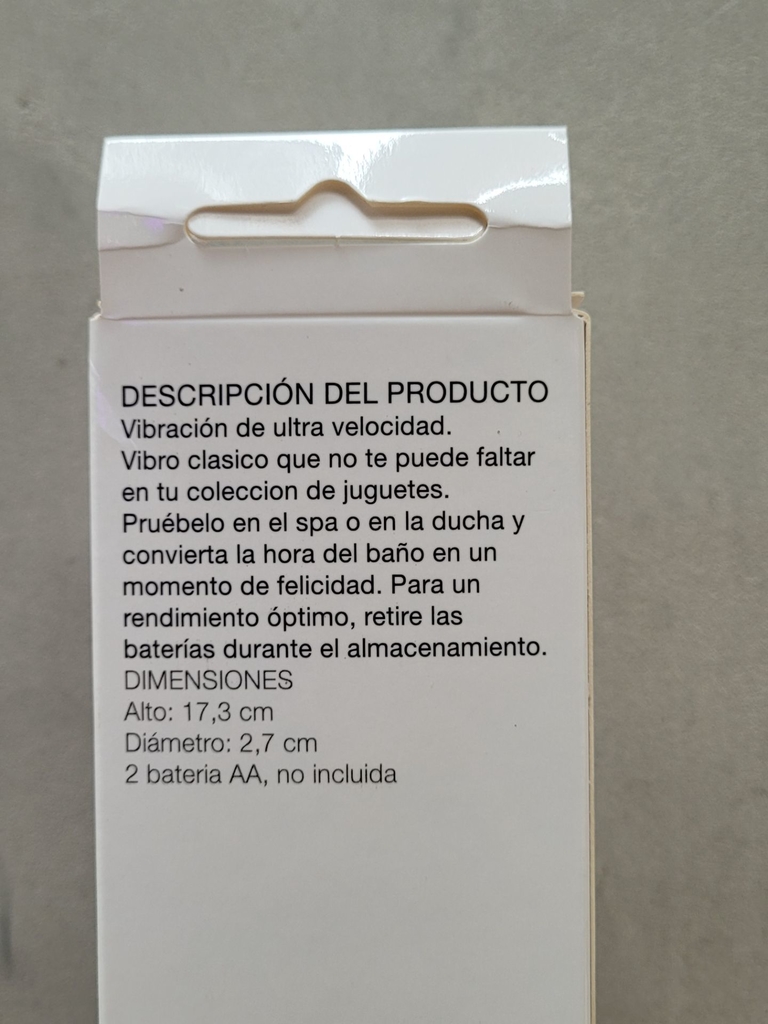 DESCRIPCIÓN DEL PRODUCTO
Vibración de ultra velocidad.
Vibro clasico que no te puede faltar
en tu coleccion de juguetes.
Pruébelo en el spa o en la ducha y
convierta la hora del baño en un
momento de felicidad. Para un
rendimiento óptimo, retire las
baterías durante el almacenamiento.
DIMENSIONES
Alto: 17,3 cm
Diámetro: 2,7 cm
2 bateria AA, no incluida